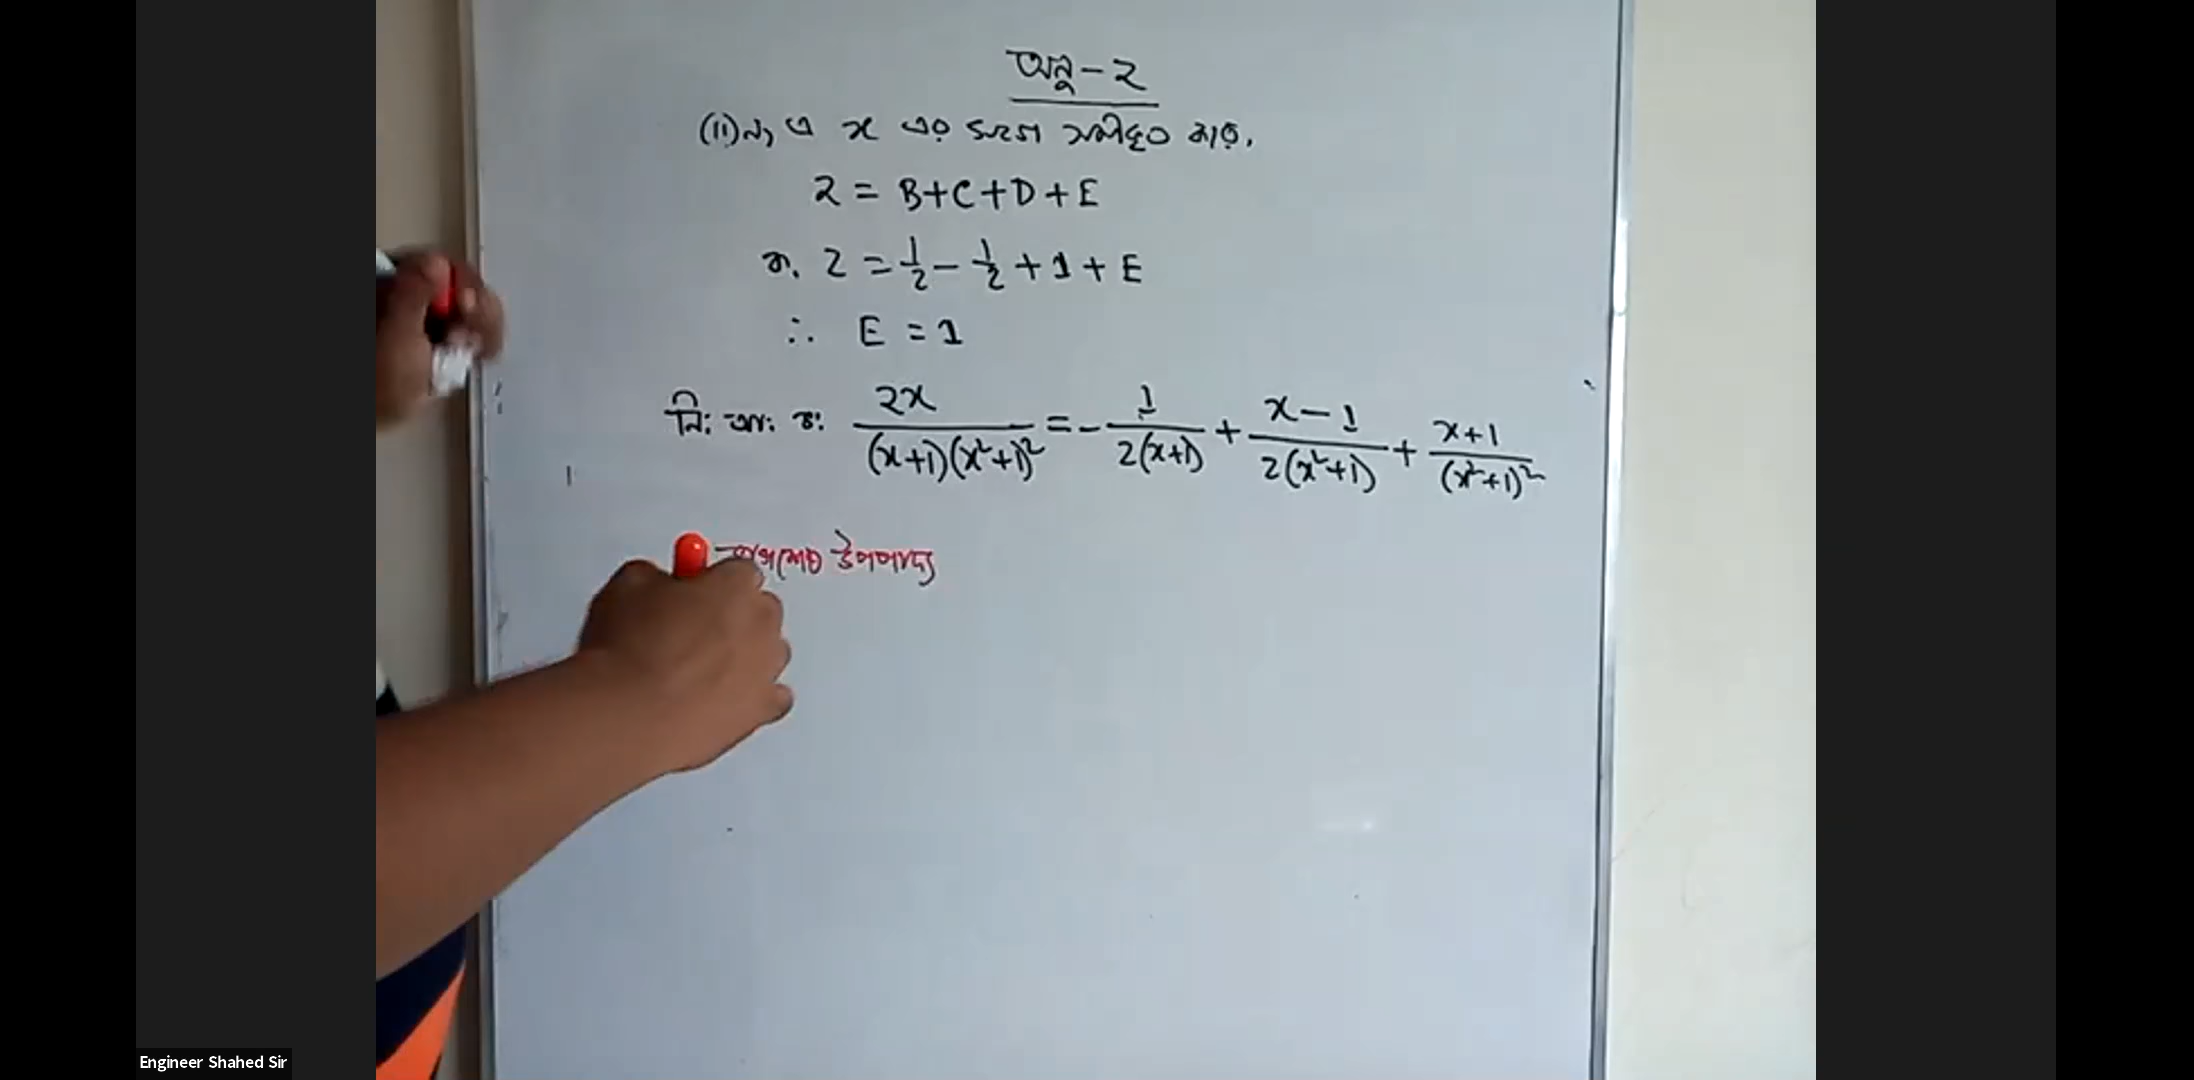 অনু-২
(ii) নং এ x এর সহগ সমীকৃত করি,
2 = B+C+D+E
বা, 2 = 1/2 - 1/2 + 1 + E
∴ E = 1
নি: আ: ভ: 2x/((x+1)(x²+1)²) = - 1/(2(x+1)) + (x-1)/(2(x²+1)) + (x+1)/(x²+1)²
উপপাদ্য
Engineer Shahed Sir